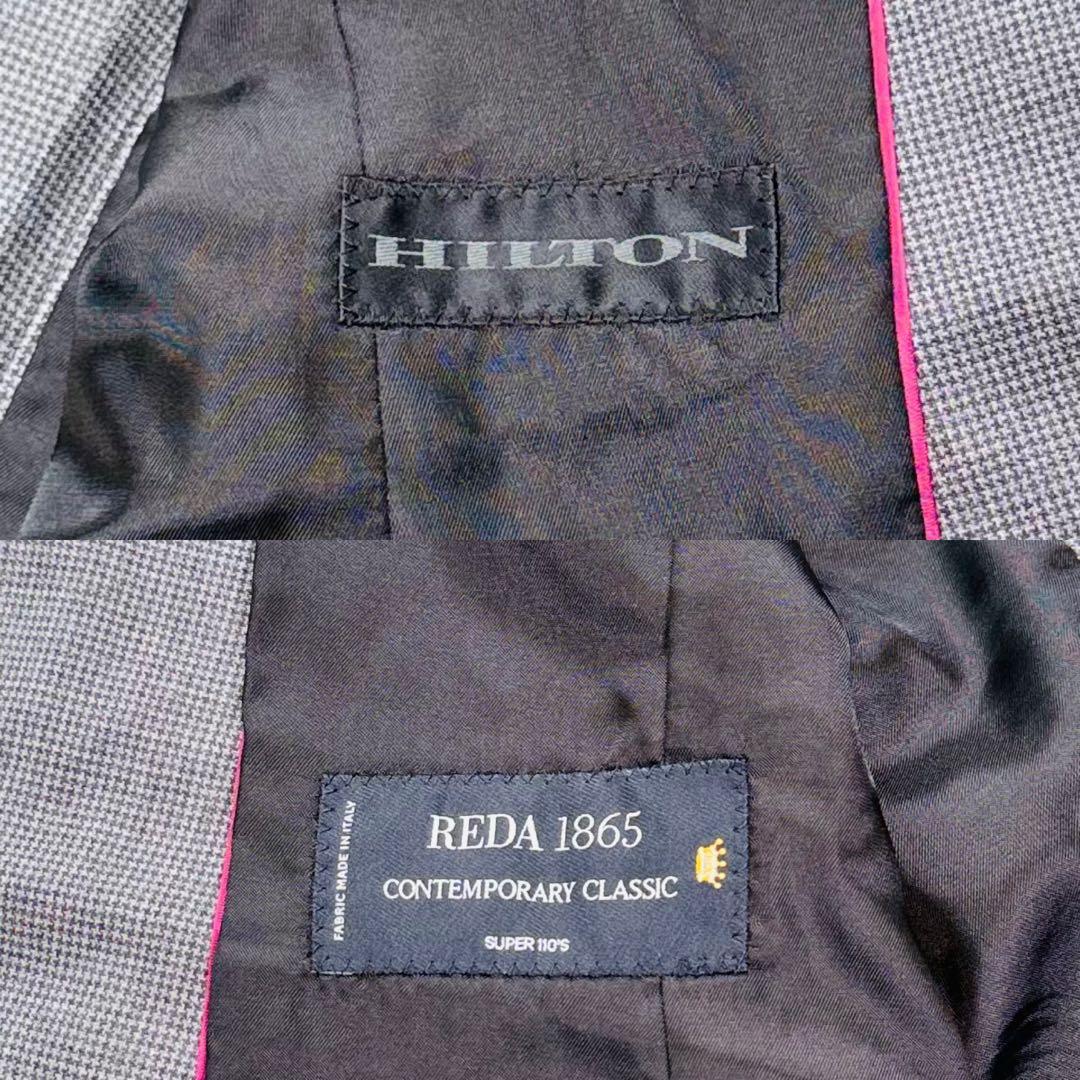 HILTON
FABRIC MADE IN ITALY
REDA 1865
CONTEMPORARY CLASSIC
SUPER 110'S